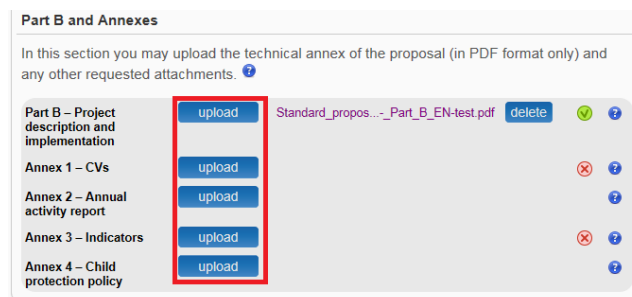 Part B and Annexes
In this section you may upload the technical annex of the proposal (in PDF format only) and
any other requested attachments. ?
Part B – Project
description and
implementation
upload
Standard_propos...-_Part_B_EN-test.pdf
delete
?
Annex 1 – CVs
upload
?
Annex 2 – Annual
activity report
upload
?
Annex 3 – Indicators
upload
?
Annex 4 – Child
protection policy
upload
?